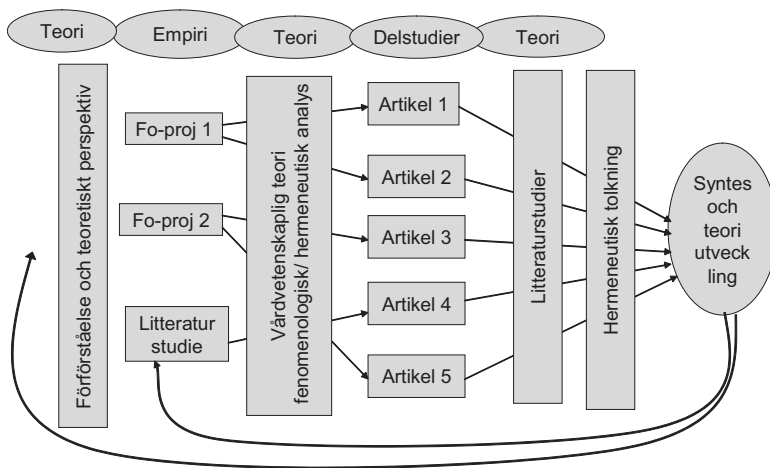 Teori
Empiri
Teori
Delstudier
Teori
Förförståelse och teoretiskt perspektiv
Fo-proj 1
Fo-proj 2
Litteratur
studie
Vårdvetenskaplig teori
fenomenologisk/ hermeneutisk analys
Artikel 1
Artikel 2
Artikel 3
Artikel 4
Artikel 5
Litteraturstudier
Hermeneutisk tolkning
Syntes
och
teori
utveck
ling